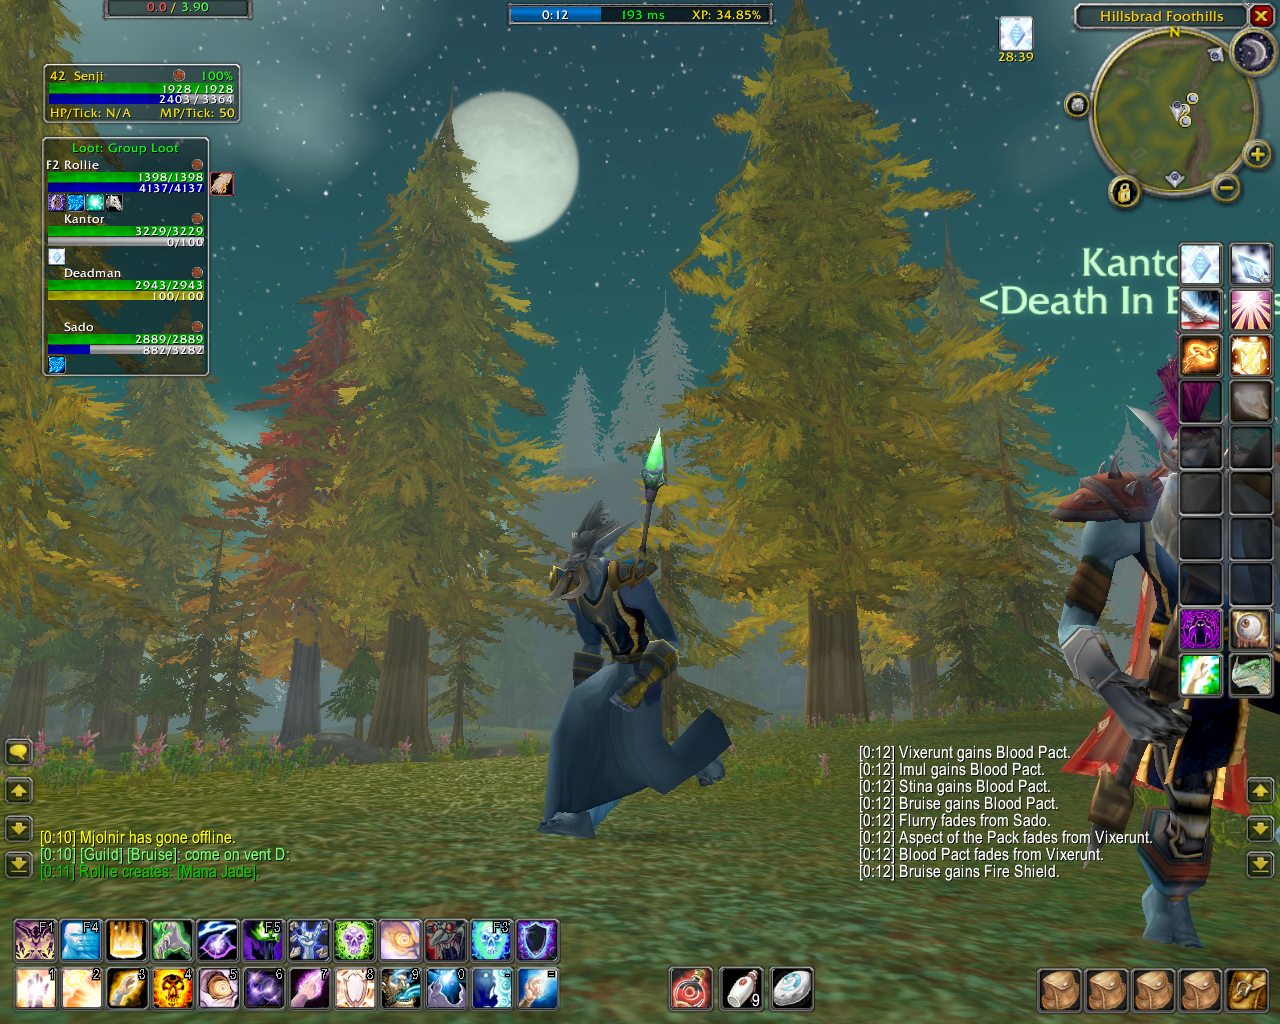 0.0 / 3.90
0:12 193 ms XP: 34.85%
28:39
Hillsbrad Foothills
N
42 Senji 100%
1928 / 1928
2403 / 3364
HP/Tick: N/A MP/Tick: 50
Loot: Group Loot
F2 Rollie
1398/1398
4137/4137
Kantor
3229/3229
0/100
Deadman
2943/2943
100/100
Sado
2889/2889
882/3282
Kanto
<Death In
[0:12] Vixerunt gains Blood Pact.
[0:12] Imul gains Blood Pact.
[0:12] Stina gains Blood Pact.
[0:12] Bruise gains Blood Pact.
[0:12] Flurry fades from Sado.
[0:12] Aspect of the Pack fades from Vixerunt.
[0:12] Blood Pact fades from Vixerunt.
[0:12] Bruise gains Fire Shield.
[0:10] Mjolnir has gone offline.
[0:10] [Guild] [Bruise]: come on vent D:
[0:11] Rollie creates: [Mana Jade].
F1 F4 F5 F3
1 2 3 4 5 6 7 8 9 0 - =
9